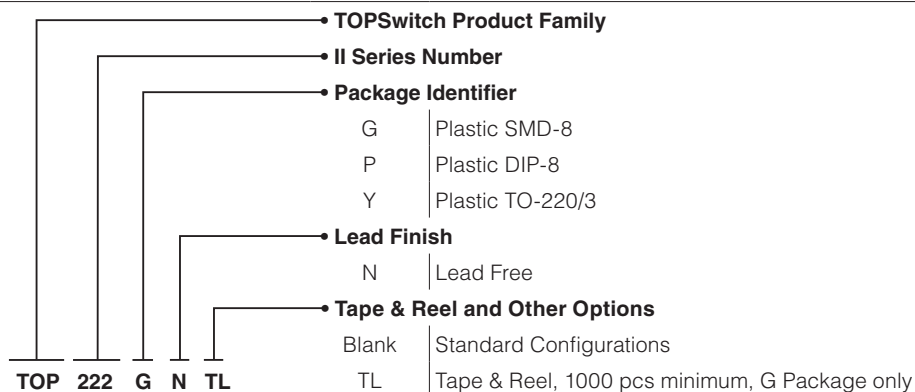 TOPSwitch Product Family
II Series Number
Package Identifier
G Plastic SMD-8
P Plastic DIP-8
Y Plastic TO-220/3
Lead Finish
N Lead Free
Tape & Reel and Other Options
Blank Standard Configurations
TL Tape & Reel, 1000 pcs minimum, G Package only
TOP 222 G N TL